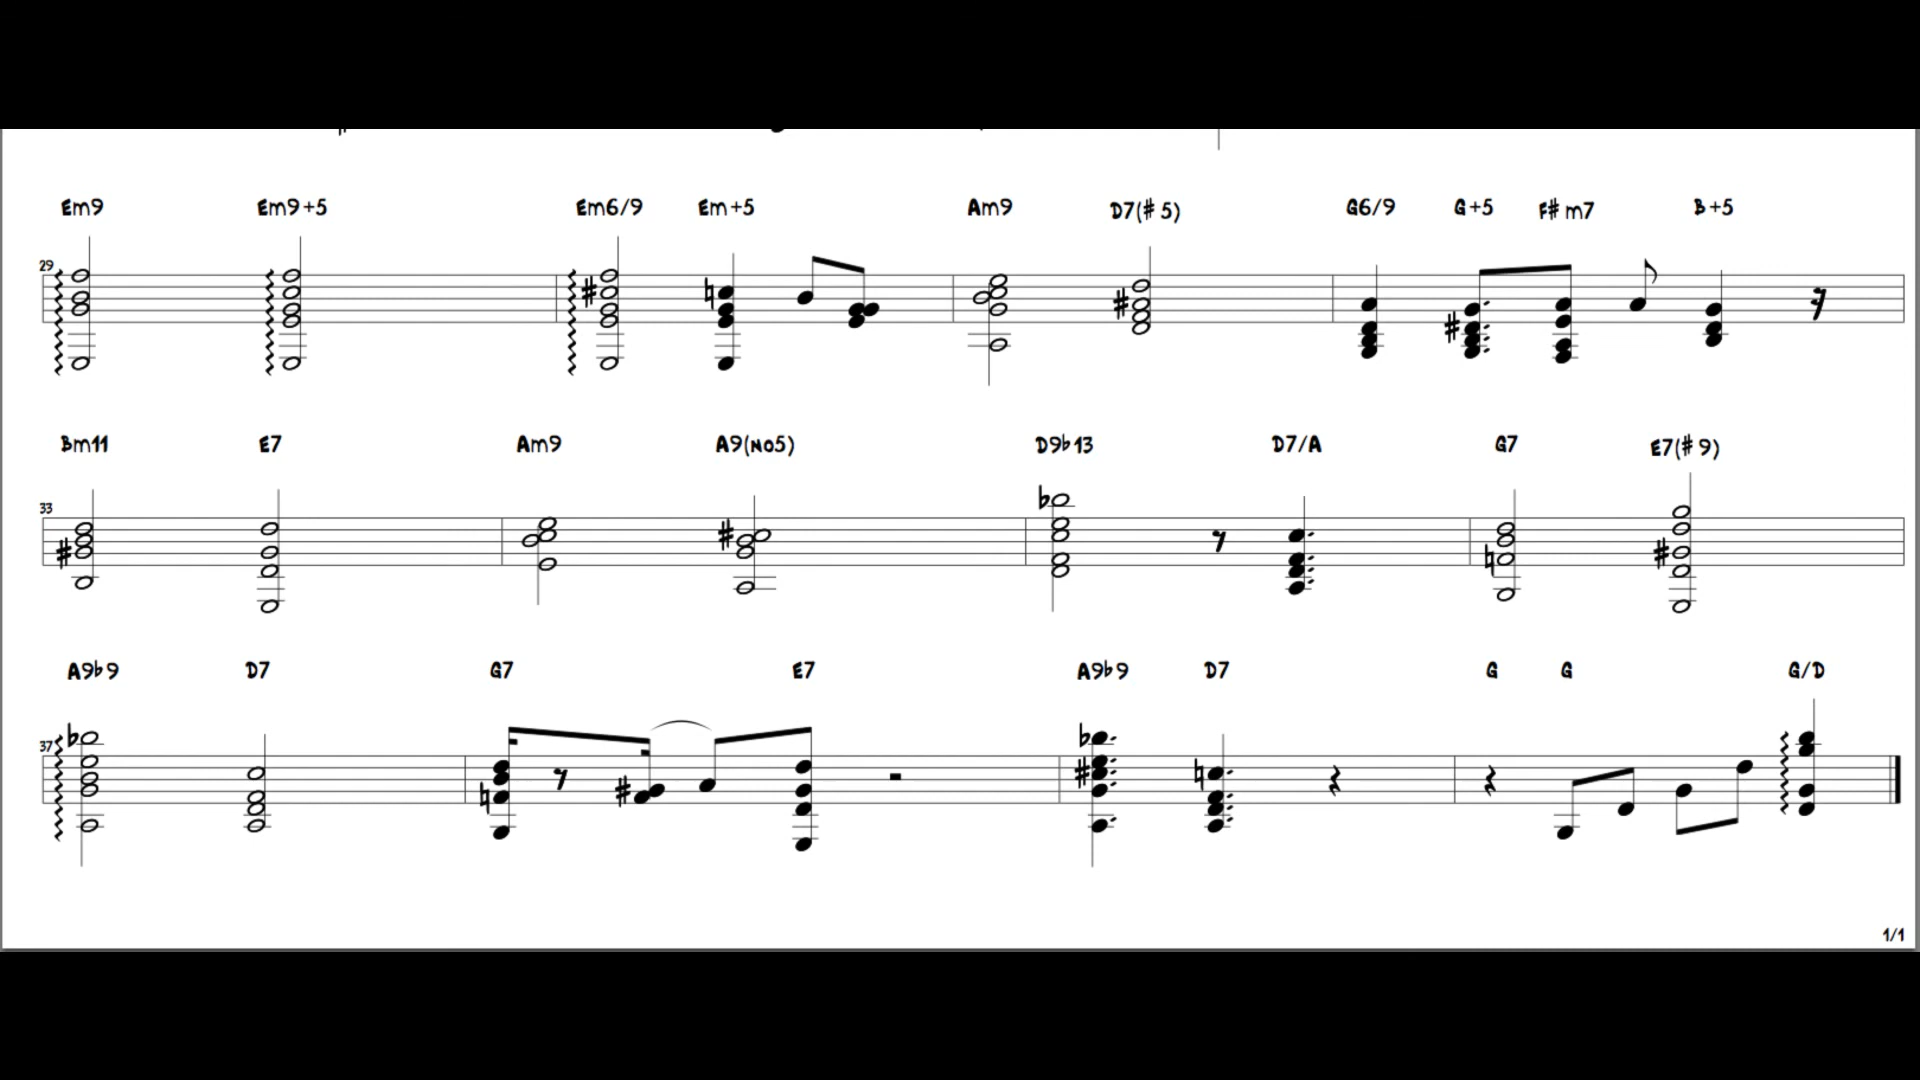 Em9 Em9+5 Em6/9 Em+5 Am9 D7(#5) G6/9 G+5 F#m7 B+5
29
Bm11 E7 Am9 A9(no5) D9b13 D7/A G7 E7(#9)
33
A9b9 D7 G7 E7 A9b9 D7 G G G/D
37
1/1